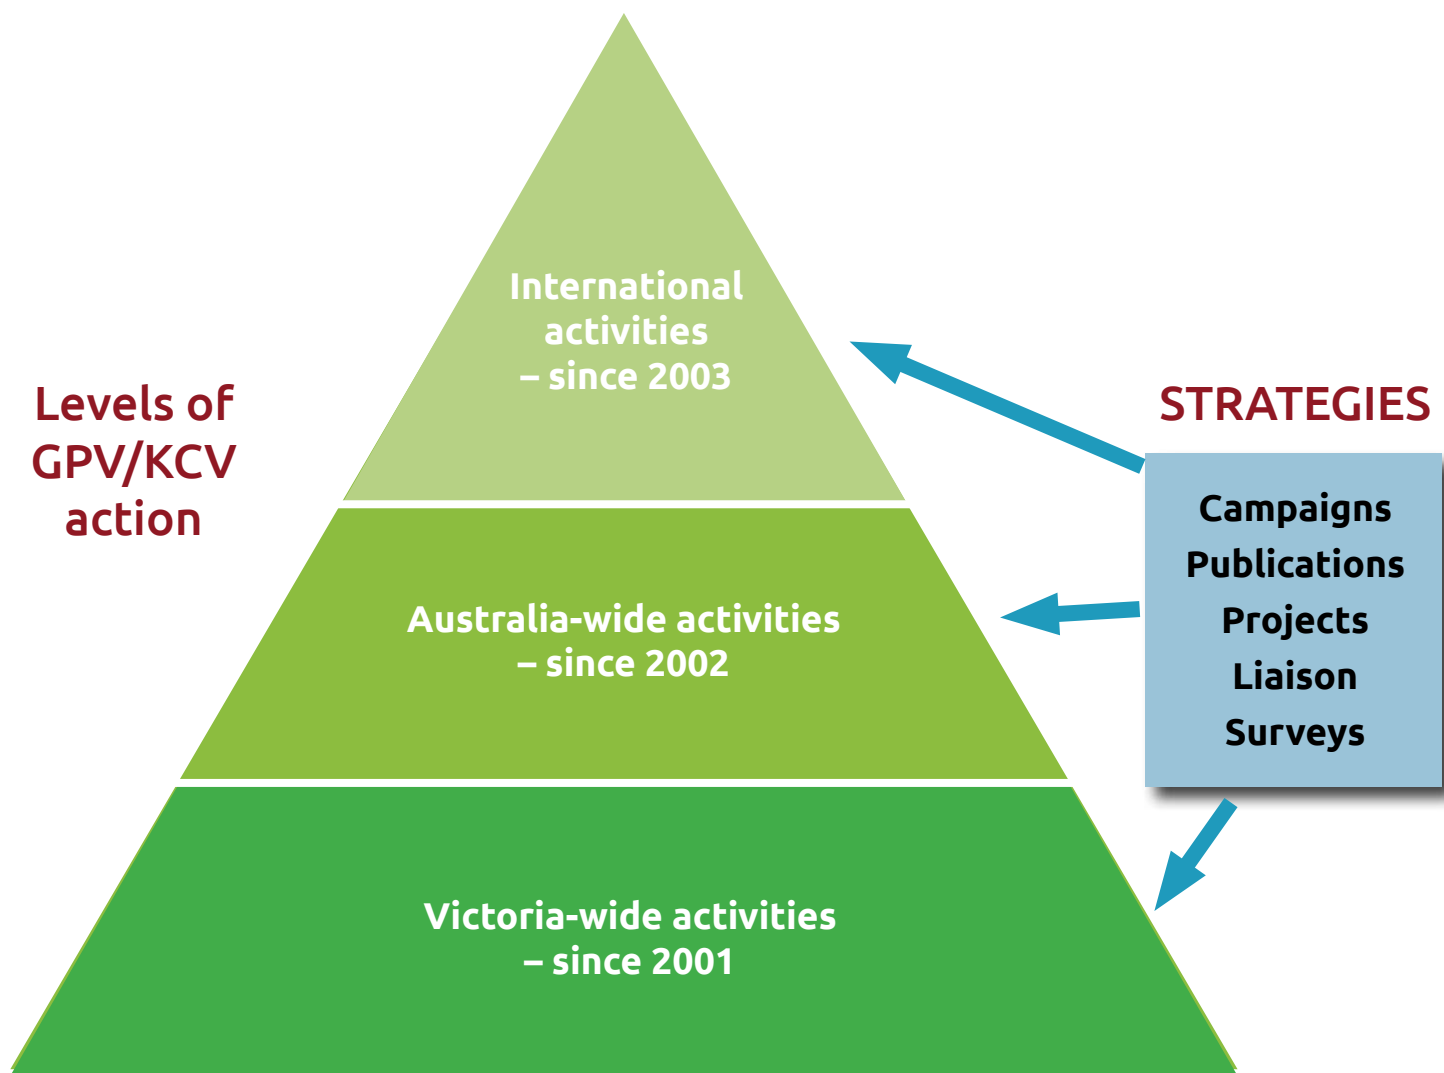 Levels of
GPV/KCV
action
International
activities
– since 2003
Australia-wide activities
– since 2002
Victoria-wide activities
– since 2001
STRATEGIES
Campaigns
Publications
Projects
Liaison
Surveys